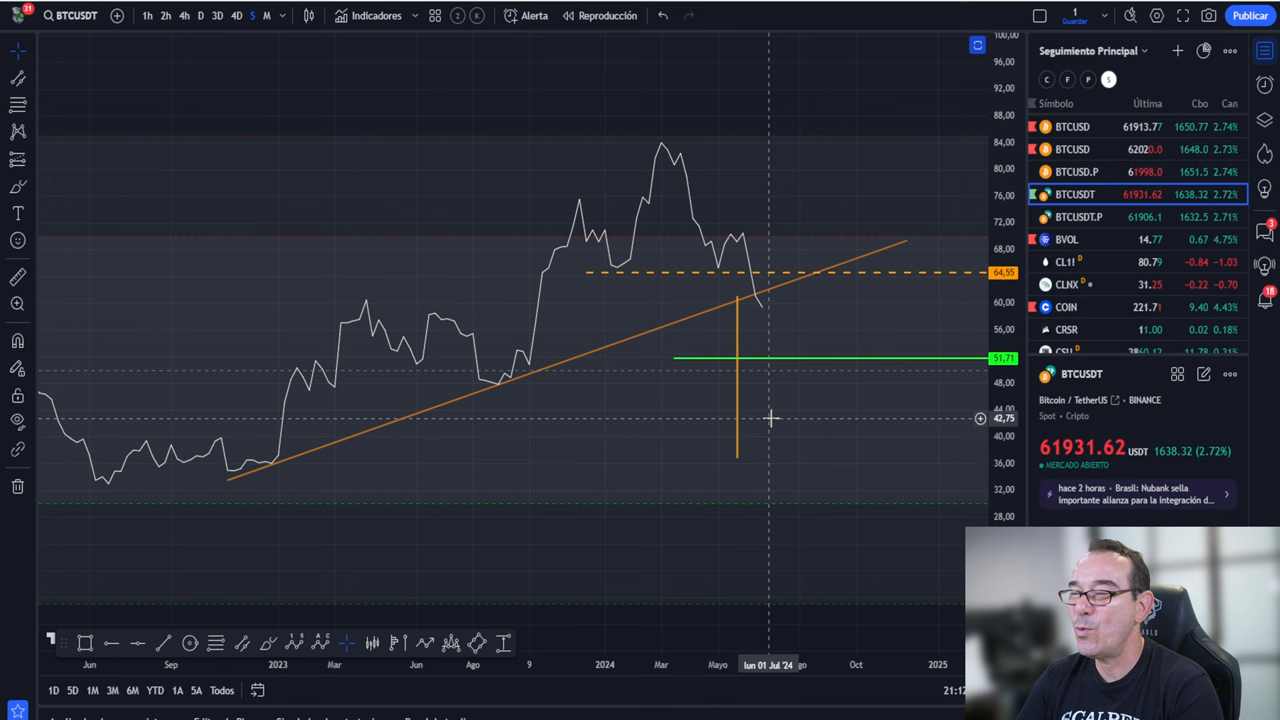 31
BTCUSDT
1h 2h 4h D 3D 4D S M
Indicadores
2 K
Alerta
Reproducción
1
Guardar
Publicar
100,00
96,00
92,00
88,00
84,00
80,00
76,00
72,00
68,00
64,55
60,00
51,71
48,00
44,00
42,75
40,00
36,00
32,00
28,00
Jun Sep 2023 Mar Jun Ago 9 2024 Mar Mayo lun 01 Jul '24 go Oct 2025
1D 5D 1M 3M 6M YTD 1A 5A Todos
21:12
Seguimiento Principal
C F P S
Símbolo Última Cbo Can
BTCUSD 61913.77 1650.77 2.74%
BTCUSD 62020.0 1648.0 2.73%
BTCUSD.P 61998.0 1651.5 2.74%
BTCUSDT 61931.62 1638.32 2.72%
BTCUSDT.P 61906.1 1632.5 2.71%
BVOL 14.77 0.67 4.75%
CL1! D 80.79 -0.84 -1.03
CLNX D 31.25 -0.22 -0.70
COIN 221.71 9.40 4.43%
CRSR 11.00 0.02 0.18%
BTCUSDT
Bitcoin / TetherUS • BINANCE
Spot • Cripto
61931.62 USDT 1638.32 (2.72%)
MERCADO ABIERTO
hace 2 horas • Brasil: Nubank sella
importante alianza para la integración d...
3
18